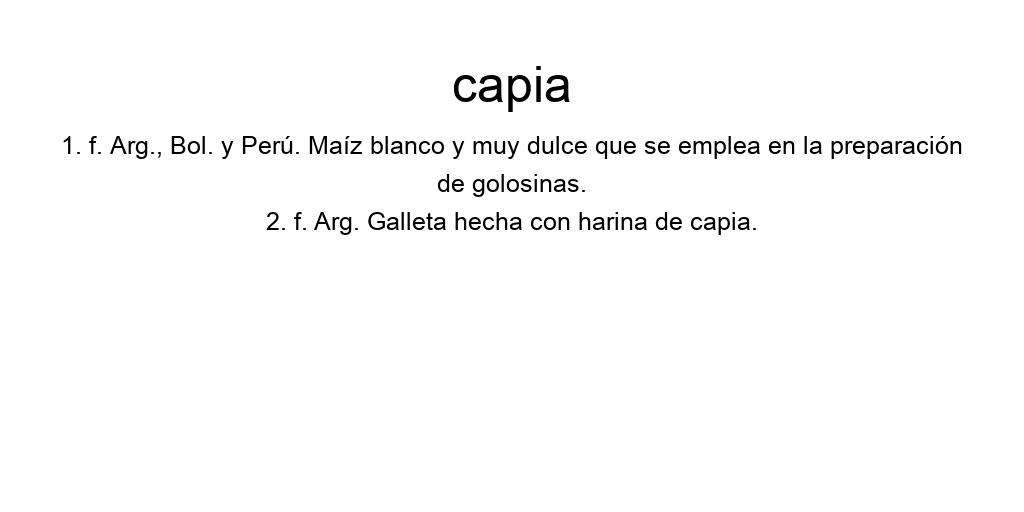 capia
1. f. Arg., Bol. y Perú. Maíz blanco y muy dulce que se emplea en la preparación
de golosinas.
2. f. Arg. Galleta hecha con harina de capia.